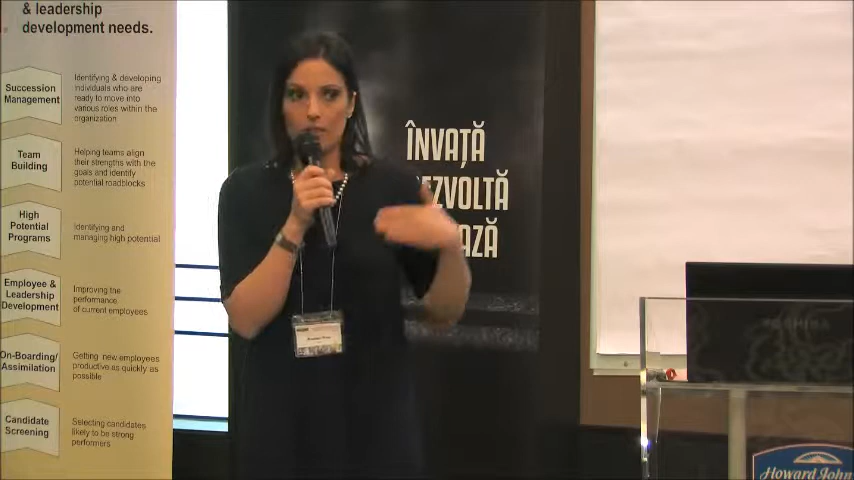 & leadership
development needs.
Succession
Management
Identifying & developing
individuals who are
ready to move into
various roles within the
organization
Team
Building
Helping teams align
their strengths with the
goals and identify
potential roadblocks
High
Potential
Programs
Identifying and
managing high potential
Employee &
Leadership
Development
Improving the
performance
of current employees
On-Boarding/
Assimilation
Getting new employees
productive as quickly as
possible
Candidate
Screening
Selecting candidates
likely to be strong
performers
ÎNVAȚĂ
EZVOLTĂ
EAZĂ
TOSHIBA
Howard John